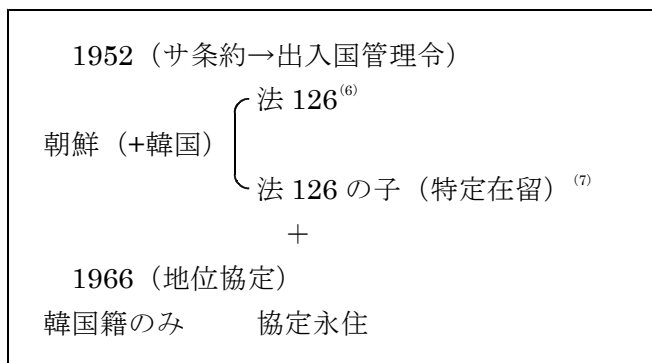 1952（サ条約→出入国管理令）
法 126(6)
朝鮮（+韓国）
法 126 の子（特定在留）(7)
＋
1966（地位協定）
韓国籍のみ　　協定永住